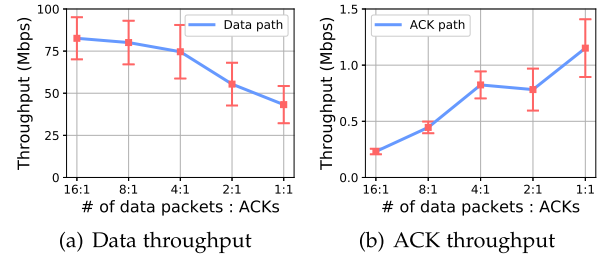 100
75
50
25
0
Throughput (Mbps)
Data path
16:1 8:1 4:1 2:1 1:1
# of data packets : ACKs
(a) Data throughput
1.5
1.0
0.5
0.0
Throughput (Mbps)
ACK path
16:1 8:1 4:1 2:1 1:1
# of data packets : ACKs
(b) ACK throughput